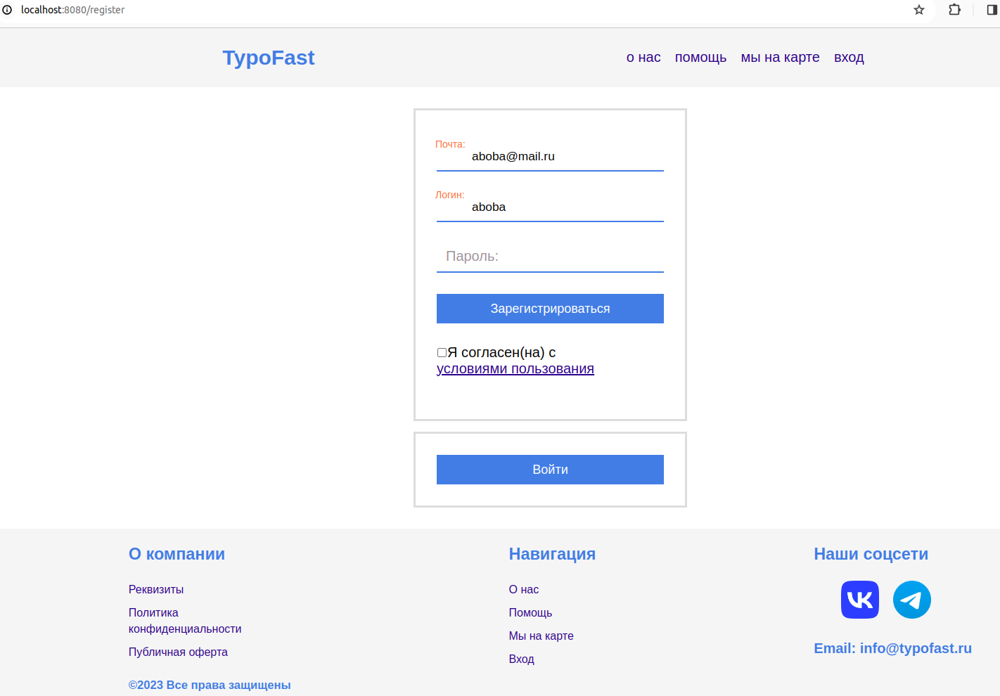 localhost:8080/register
TypoFast
о нас помощь мы на карте вход
Почта:
aboba@mail.ru
Логин:
aboba
Пароль:
Зарегистрироваться
Я согласен(на) с
условиями пользования
Войти
О компании
Реквизиты
Политика
конфиденциальности
Публичная оферта
©2023 Все права защищены
Навигация
О нас
Помощь
Мы на карте
Вход
Наши соцсети
Email: info@typofast.ru